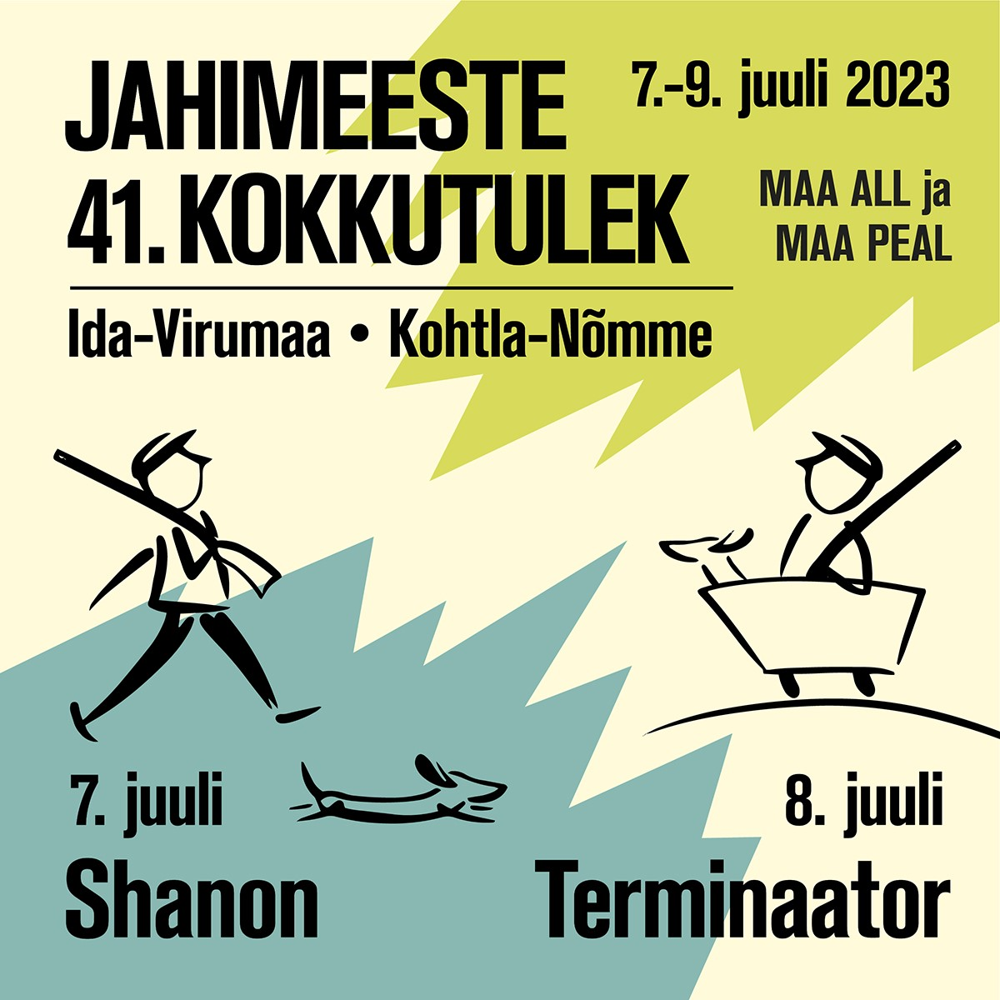 JAHIMEESTE
41. KOKKUTULEK
7.-9. juuli 2023
MAA ALL ja
MAA PEAL
Ida-Virumaa • Kohtla-Nõmme
7. juuli
Shanon
8. juuli
Terminaator